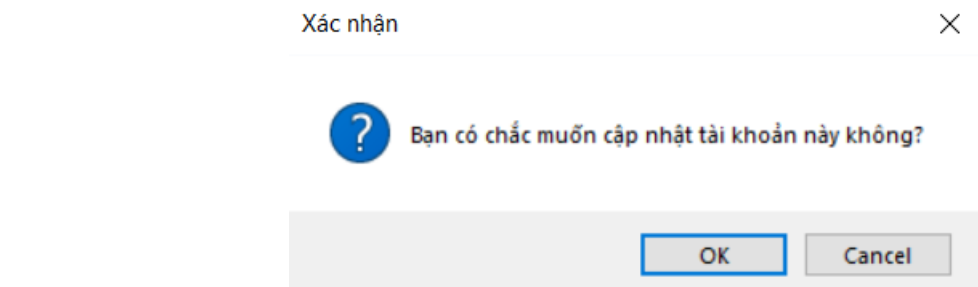 Xác nhận
Bạn có chắc muốn cập nhật tài khoản này không?
OK Cancel